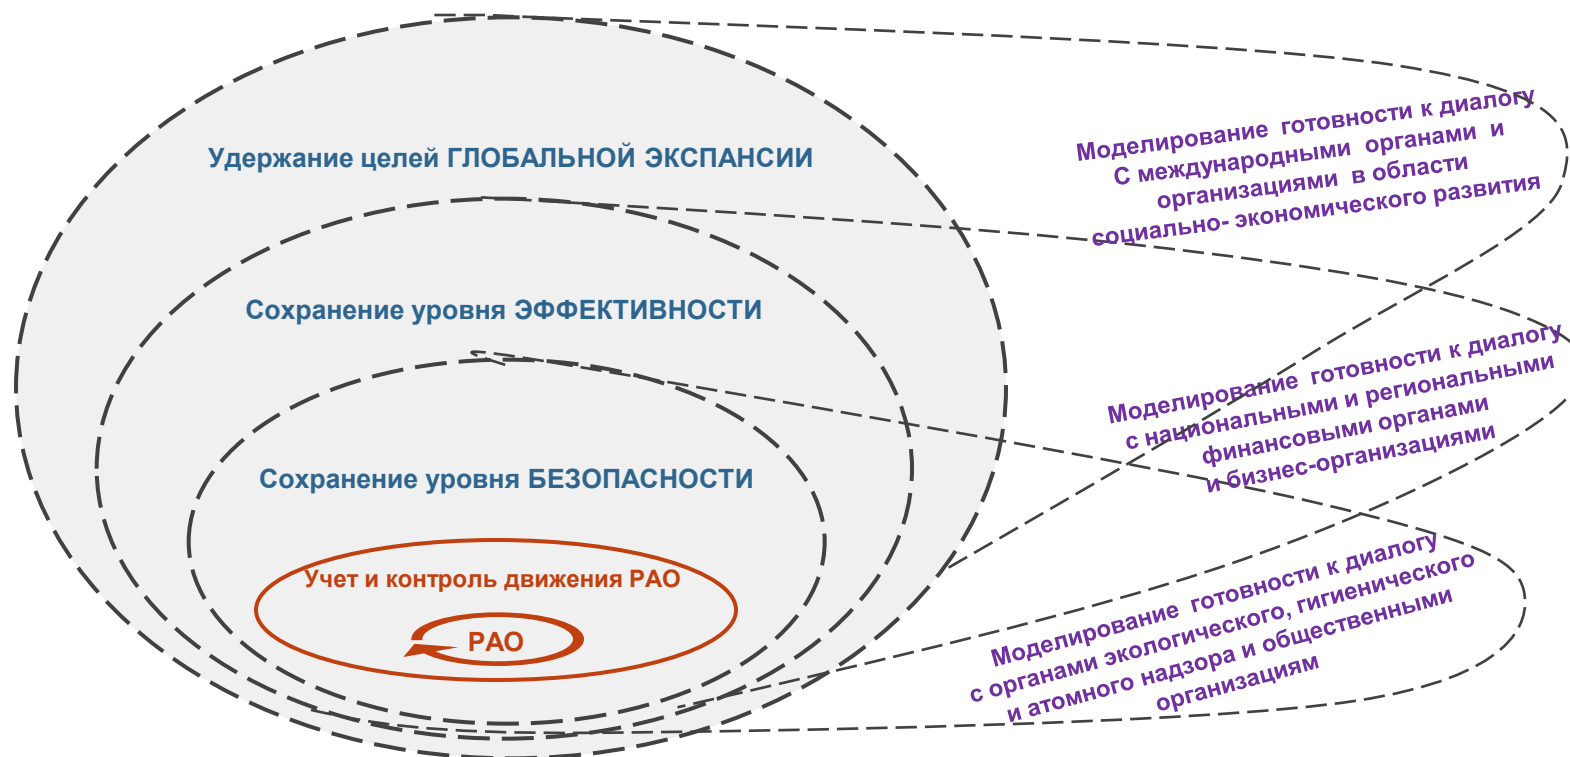 Удержание целей ГЛОБАЛЬНОЙ ЭКСПАНСИИ
Сохранение уровня ЭФФЕКТИВНОСТИ
Сохранение уровня БЕЗОПАСНОСТИ
Учет и контроль движения РАО
РАО
Моделирование готовности к диалогу
С международными органами и
организациями в области
социально- экономического развития
Моделирование готовности к диалогу
с национальными и региональными
финансовыми органами
и бизнес-организациями
Моделирование готовности к диалогу
с органами экологического, гигиенического
и атомного надзора и общественными
организациям